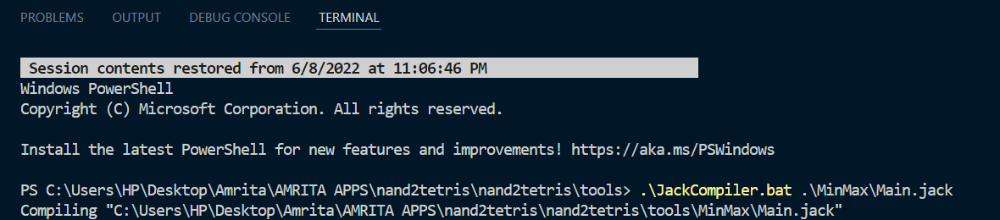 PROBLEMS OUTPUT DEBUG CONSOLE TERMINAL
Session contents restored from 6/8/2022 at 11:06:46 PM
Windows PowerShell
Copyright (C) Microsoft Corporation. All rights reserved.
Install the latest PowerShell for new features and improvements! https://aka.ms/PSWindows
PS C:\Users\HP\Desktop\Amrita\AMRITA APPS\nand2tetris\nand2tetris\tools> .\JackCompiler.bat .\MinMax\Main.jack
Compiling "C:\Users\HP\Desktop\Amrita\AMRITA APPS\nand2tetris\nand2tetris\tools\MinMax\Main.jack"